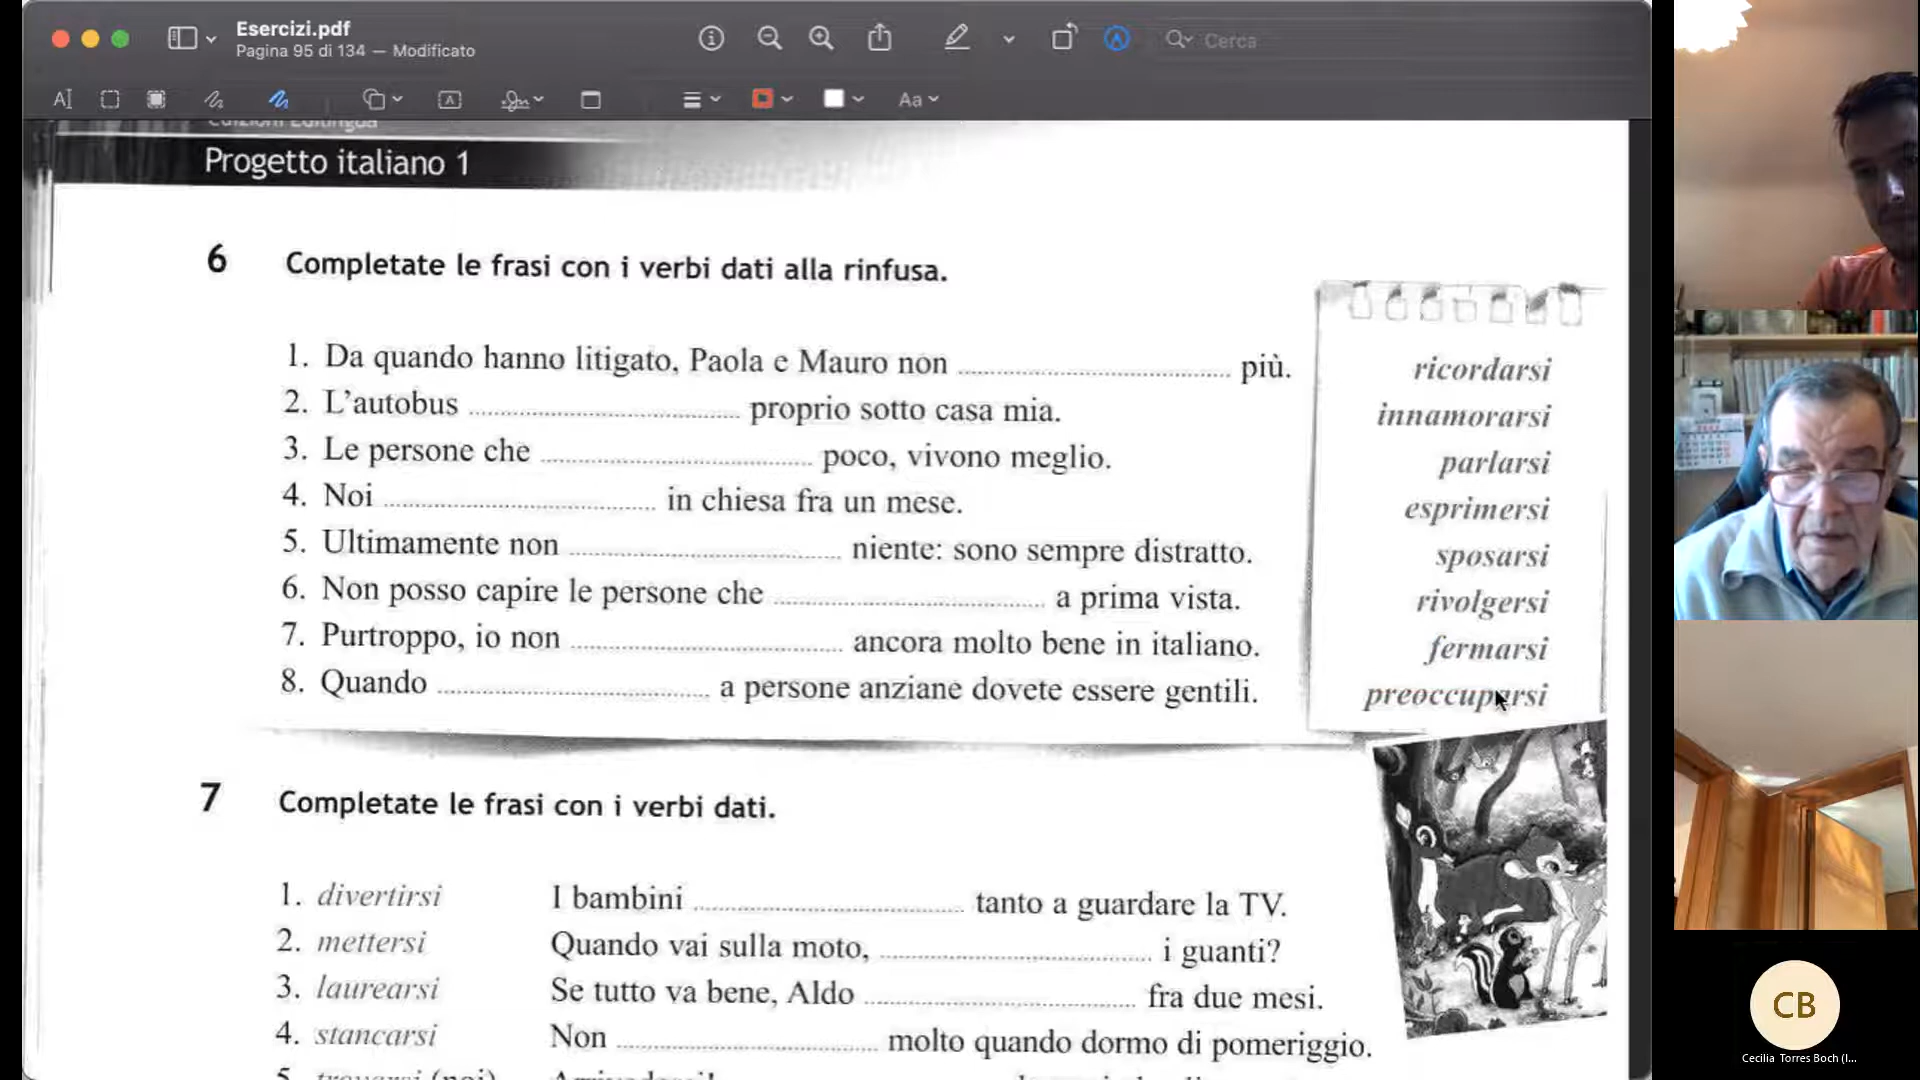 Esercizi.pdf
Pagina 95 di 134 — Modificato
Cerca
Edizioni Edilingua
Progetto italiano 1
6 Completate le frasi con i verbi dati alla rinfusa.
1. Da quando hanno litigato, Paola e Mauro non ........ più.
2. L'autobus ........ proprio sotto casa mia.
3. Le persone che ........ poco, vivono meglio.
4. Noi ........ in chiesa fra un mese.
5. Ultimamente non ........ niente: sono sempre distratto.
6. Non posso capire le persone che ........ a prima vista.
7. Purtroppo, io non ........ ancora molto bene in italiano.
8. Quando ........ a persone anziane dovete essere gentili.
ricordarsi
innamorarsi
parlarsi
esprimersi
sposarsi
rivolgersi
fermarsi
preoccuparsi
7 Completate le frasi con i verbi dati.
1. divertirsi I bambini ........ tanto a guardare la TV.
2. mettersi Quando vai sulla moto, ........ i guanti?
3. laurearsi Se tutto va bene, Aldo ........ fra due mesi.
4. stancarsi Non ........ molto quando dormo di pomeriggio.
CB
Cecilia Torres Boch (I...